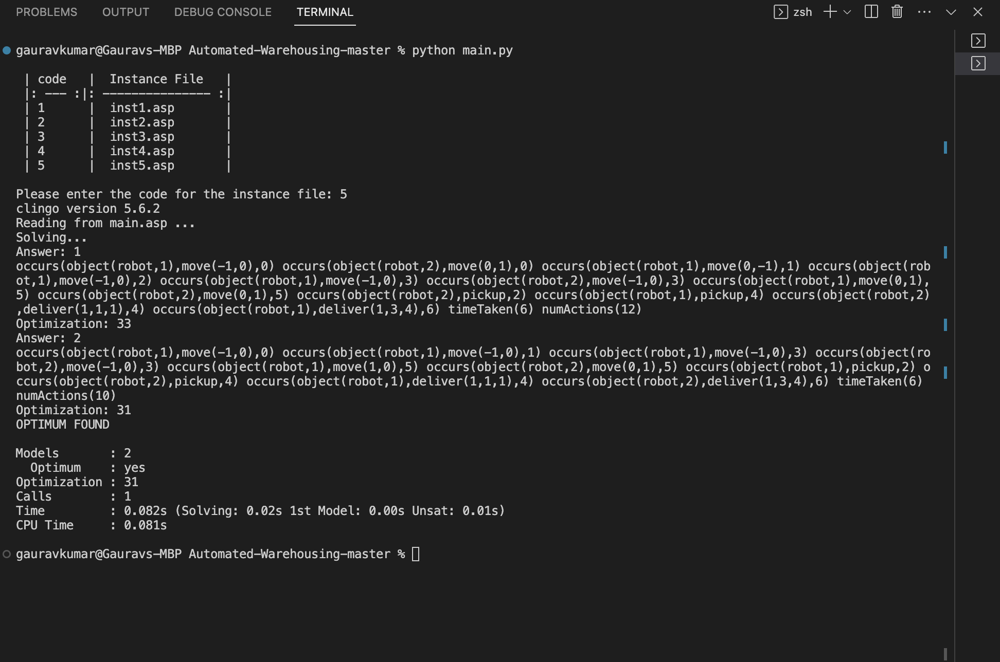 PROBLEMS OUTPUT DEBUG CONSOLE TERMINAL zsh
gauravkumar@Gauravs-MBP Automated-Warehousing-master % python main.py
| code | Instance File |
|: --- :|: --------------- :|
| 1 | inst1.asp |
| 2 | inst2.asp |
| 3 | inst3.asp |
| 4 | inst4.asp |
| 5 | inst5.asp |
Please enter the code for the instance file: 5
clingo version 5.6.2
Reading from main.asp ...
Solving...
Answer: 1
occurs(object(robot,1),move(-1,0),0) occurs(object(robot,2),move(0,1),0) occurs(object(robot,1),move(0,-1),1) occurs(object(rob
ot,1),move(-1,0),2) occurs(object(robot,1),move(-1,0),3) occurs(object(robot,2),move(-1,0),3) occurs(object(robot,1),move(0,1),
5) occurs(object(robot,2),move(0,1),5) occurs(object(robot,2),pickup,2) occurs(object(robot,1),pickup,4) occurs(object(robot,2)
,deliver(1,1,1),4) occurs(object(robot,1),deliver(1,3,4),6) timeTaken(6) numActions(12)
Optimization: 33
Answer: 2
occurs(object(robot,1),move(-1,0),0) occurs(object(robot,1),move(-1,0),1) occurs(object(robot,1),move(-1,0),3) occurs(object(ro
bot,2),move(-1,0),3) occurs(object(robot,1),move(1,0),5) occurs(object(robot,2),move(0,1),5) occurs(object(robot,1),pickup,2) o
ccurs(object(robot,2),pickup,4) occurs(object(robot,1),deliver(1,1,1),4) occurs(object(robot,2),deliver(1,3,4),6) timeTaken(6)
numActions(10)
Optimization: 31
OPTIMUM FOUND
Models : 2
Optimum : yes
Optimization : 31
Calls : 1
Time : 0.082s (Solving: 0.02s 1st Model: 0.00s Unsat: 0.01s)
CPU Time : 0.081s
gauravkumar@Gauravs-MBP Automated-Warehousing-master %